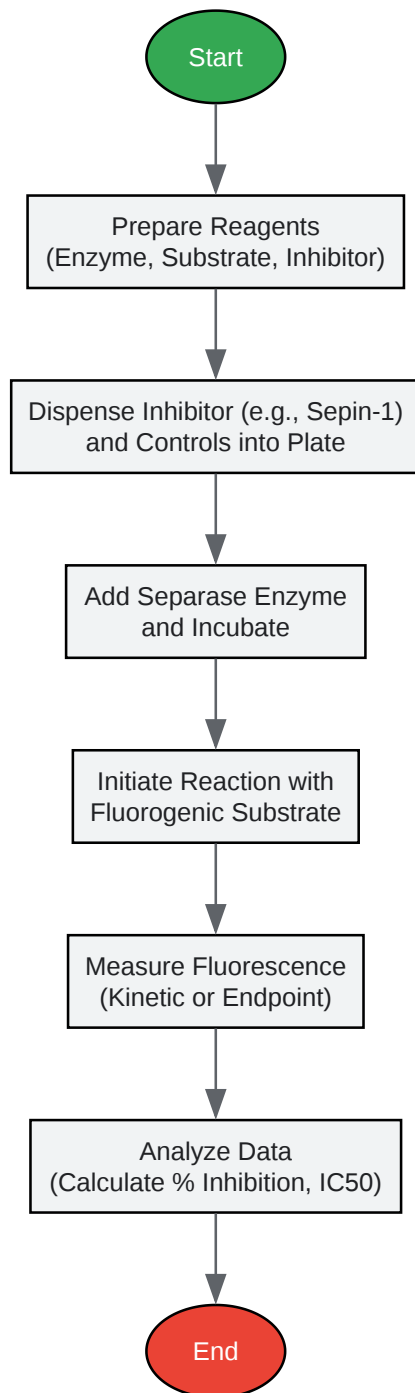 Start
Prepare Reagents
(Enzyme, Substrate, Inhibitor)
Dispense Inhibitor (e.g., Sepin-1)
and Controls into Plate
Add Separase Enzyme
and Incubate
Initiate Reaction with
Fluorogenic Substrate
Measure Fluorescence
(Kinetic or Endpoint)
Analyze Data
(Calculate % Inhibition, IC50)
End